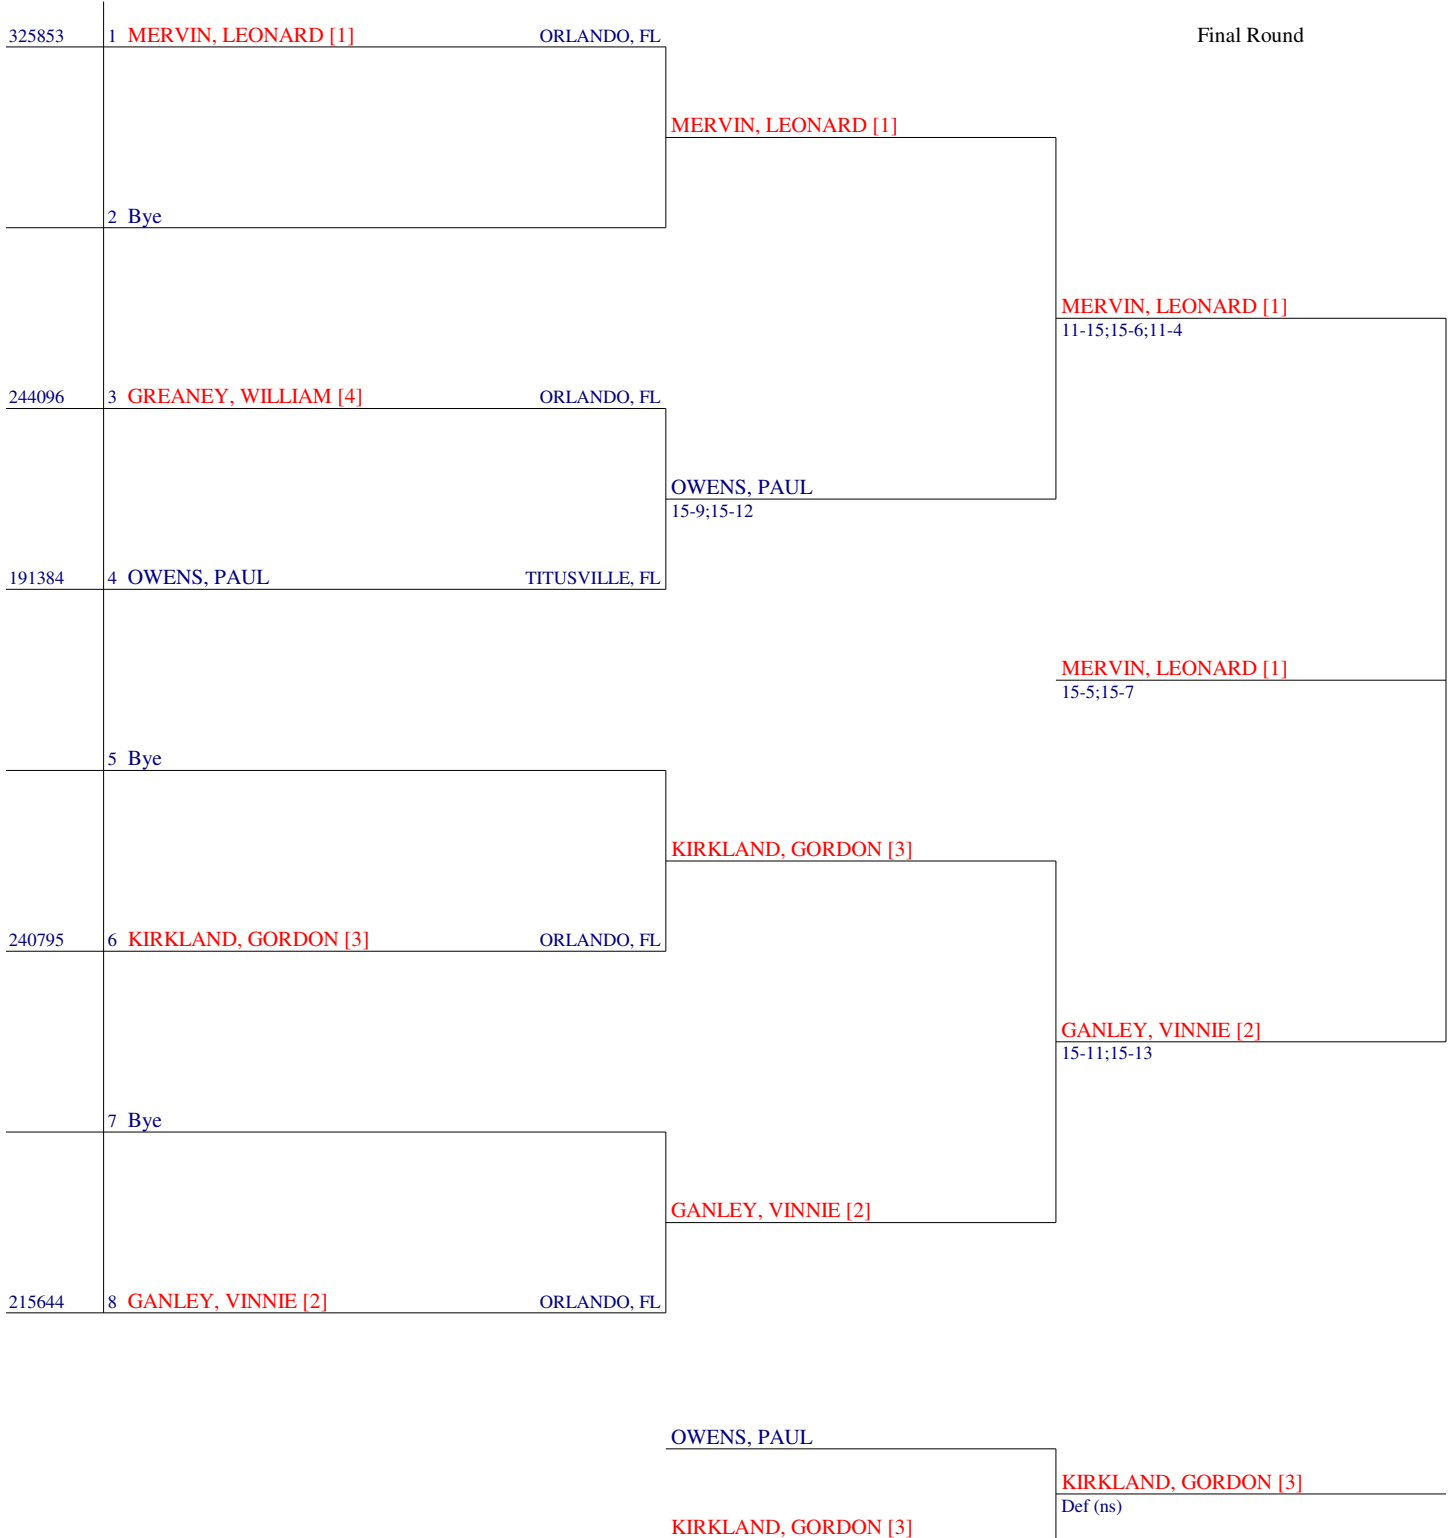 325853 1 MERVIN, LEONARD [1] ORLANDO, FL Final Round
MERVIN, LEONARD [1]
2 Bye
MERVIN, LEONARD [1]
11-15;15-6;11-4
244096 3 GREANEY, WILLIAM [4] ORLANDO, FL
OWENS, PAUL
15-9;15-12
191384 4 OWENS, PAUL TITUSVILLE, FL
MERVIN, LEONARD [1]
15-5;15-7
5 Bye
KIRKLAND, GORDON [3]
240795 6 KIRKLAND, GORDON [3] ORLANDO, FL
GANLEY, VINNIE [2]
15-11;15-13
7 Bye
GANLEY, VINNIE [2]
215644 8 GANLEY, VINNIE [2] ORLANDO, FL
OWENS, PAUL
KIRKLAND, GORDON [3]
Def (ns)
KIRKLAND, GORDON [3]